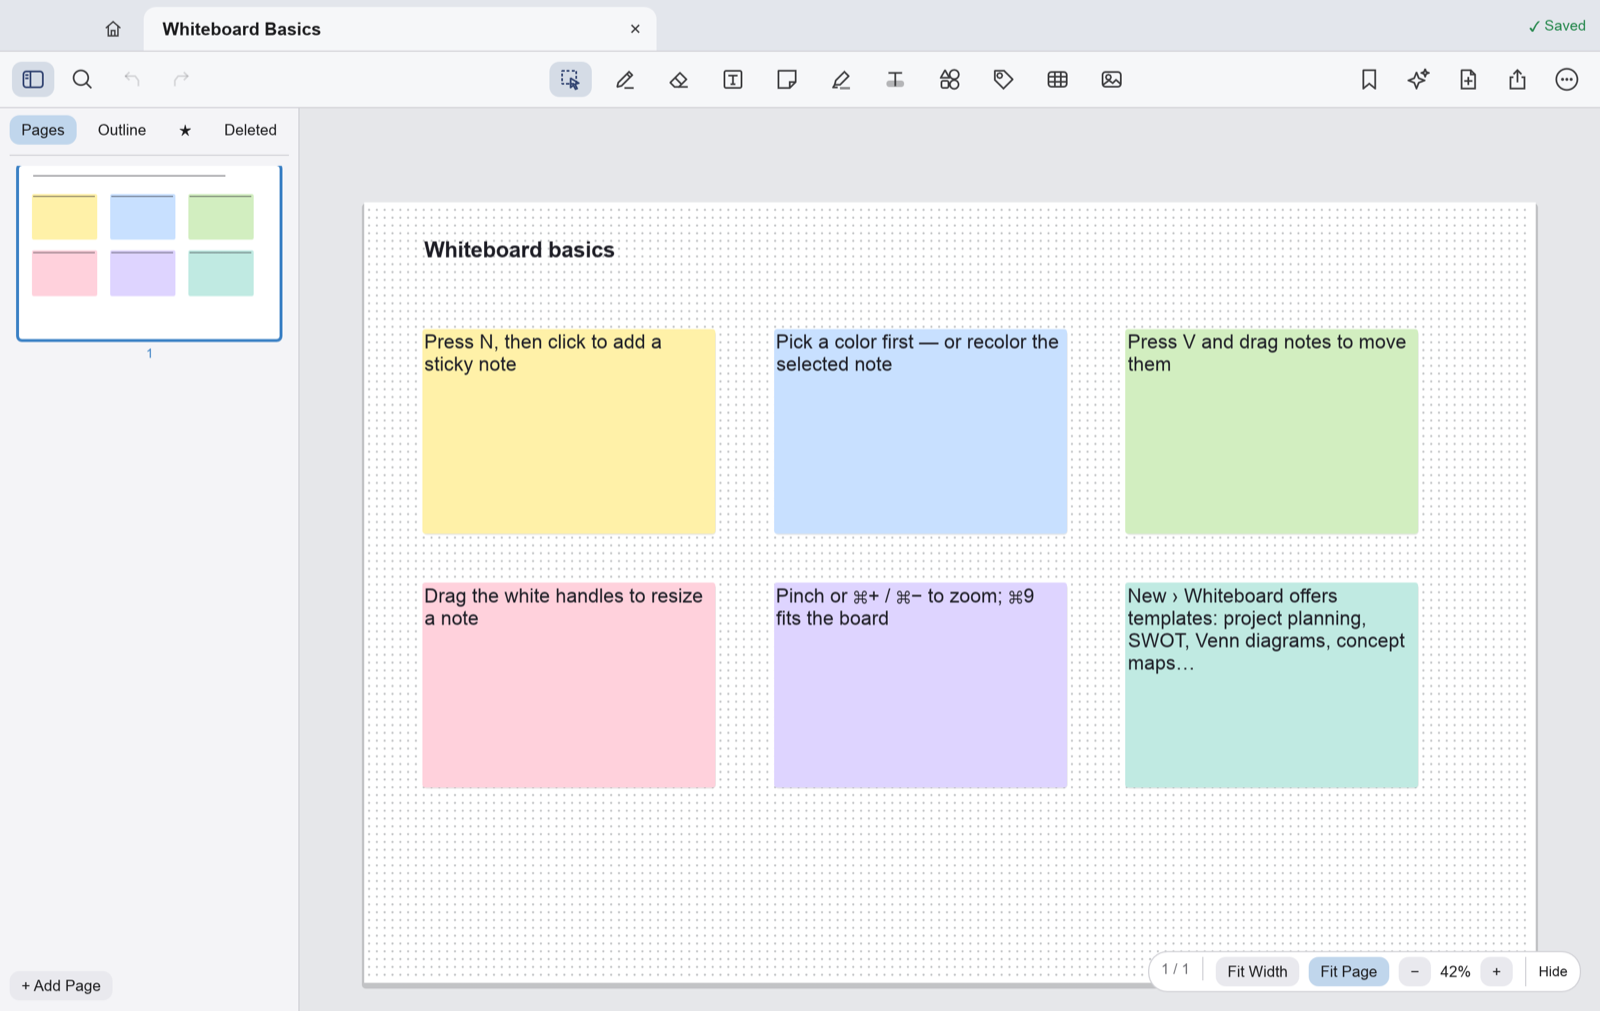 Whiteboard Basics
✓ Saved
Pages Outline ★ Deleted
1
+ Add Page
Whiteboard basics
Press N, then click to add a
sticky note
Pick a color first — or recolor the
selected note
Press V and drag notes to move
them
Drag the white handles to resize
a note
Pinch or ⌘+ / ⌘− to zoom; ⌘9
fits the board
New › Whiteboard offers
templates: project planning,
SWOT, Venn diagrams, concept
maps…
1 / 1 Fit Width Fit Page − 42% + Hide